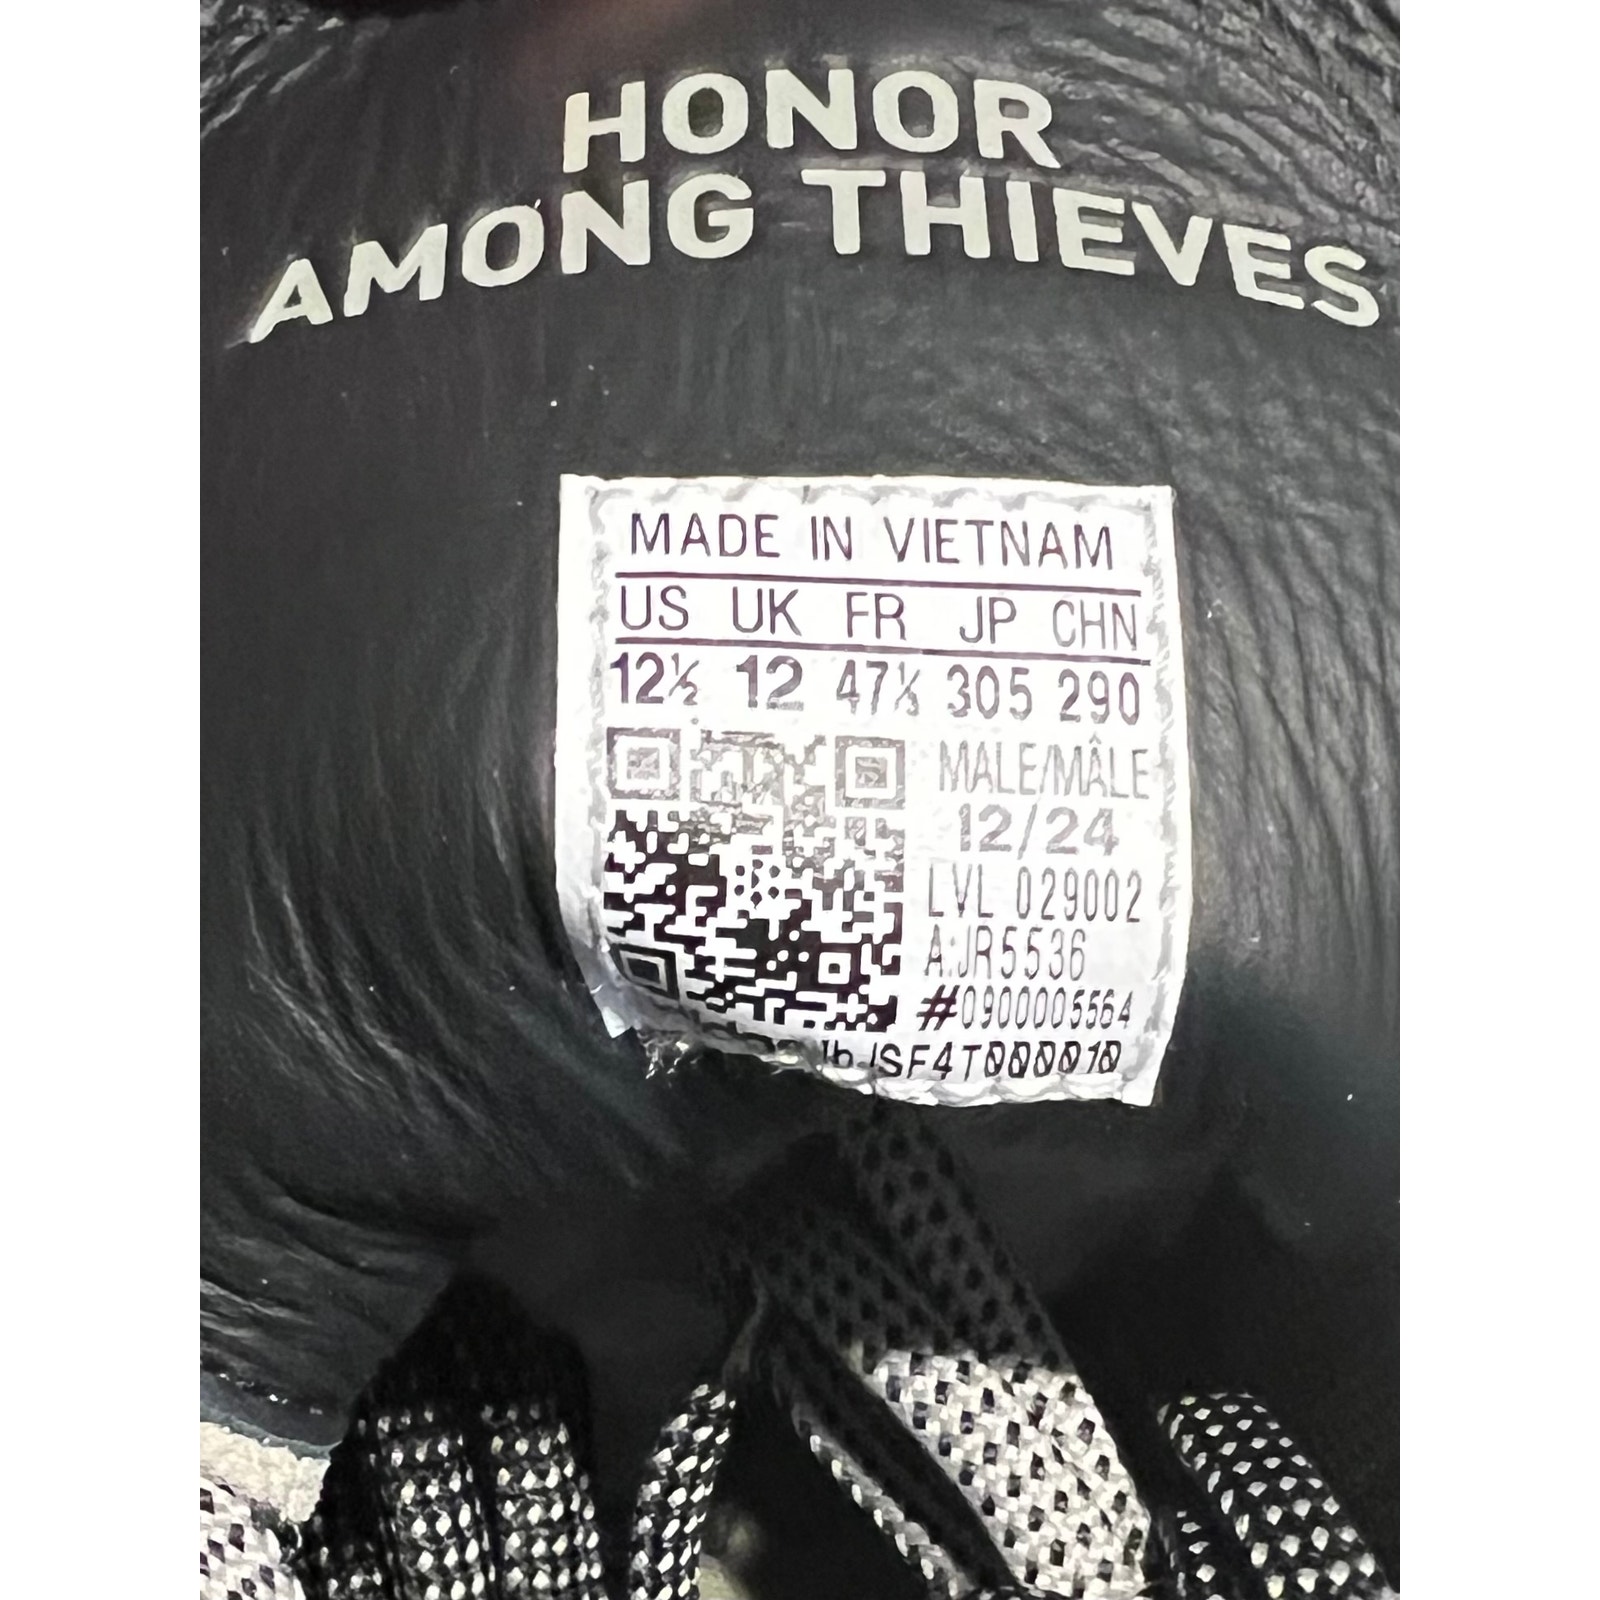 HONOR
AMONG THIEVES
MADE IN VIETNAM
US UK FR JP CHN
12½ 12 47⅓ 305 290
MALE/MÂLE
12/24
LVL 029002
A:JR5536
#0900005564
JSF4T000010